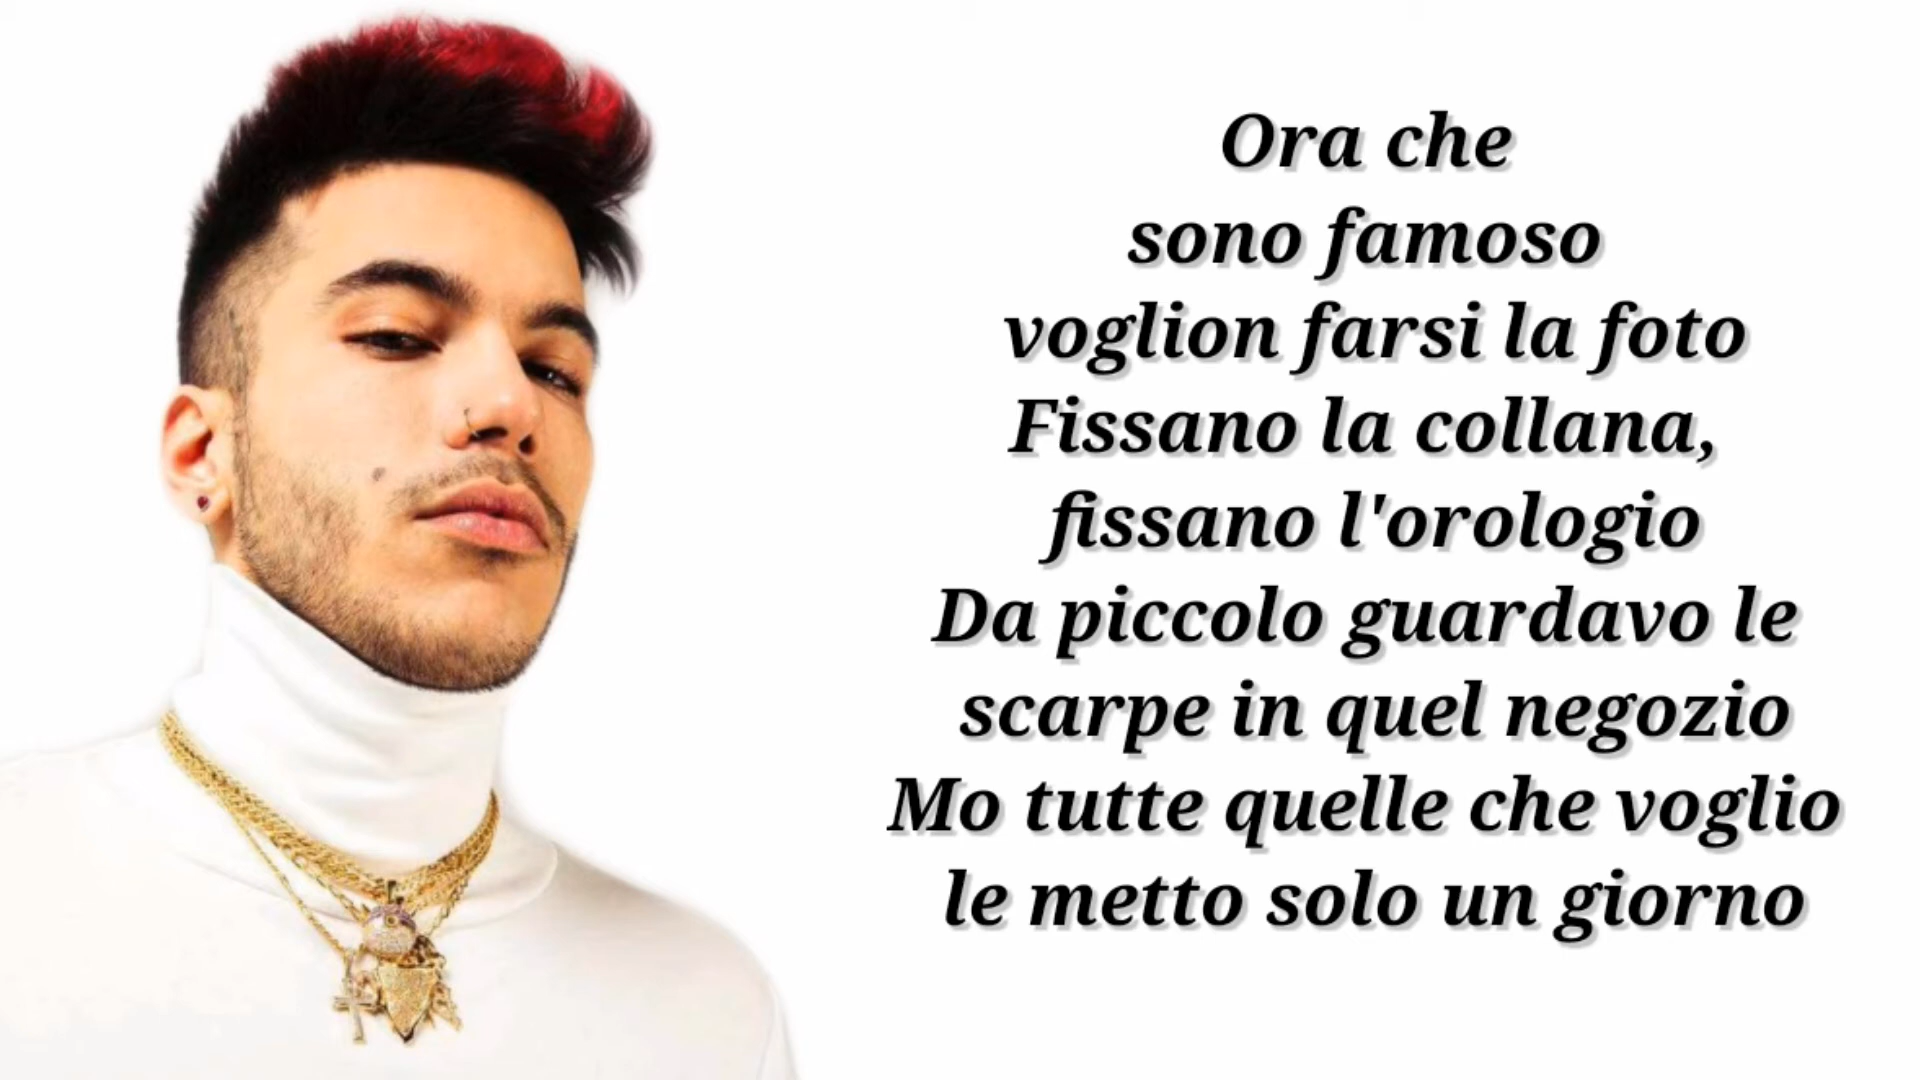 Ora che
sono famoso
voglion farsi la foto
Fissano la collana,
fissano l'orologio
Da piccolo guardavo le
scarpe in quel negozio
Mo tutte quelle che voglio
le metto solo un giorno